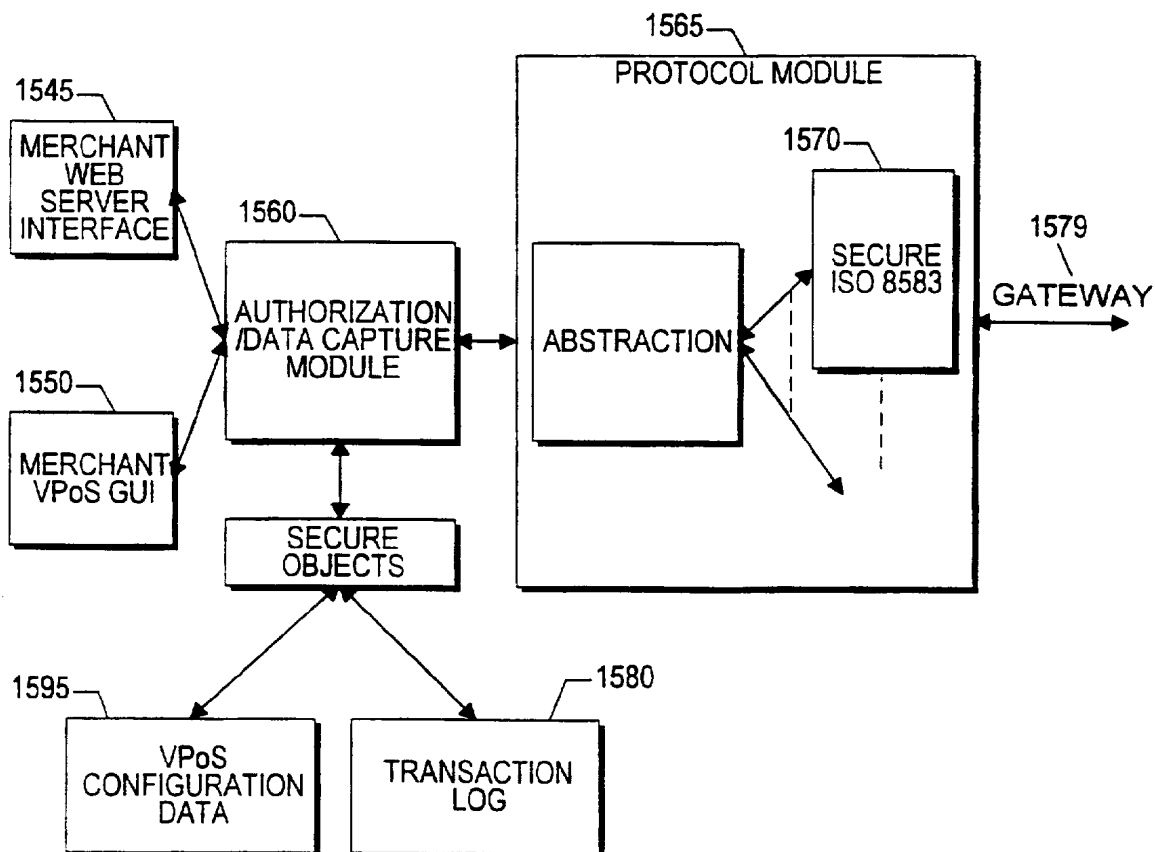 1565
PROTOCOL MODULE
1545
MERCHANT
WEB
SERVER
INTERFACE
1570
SECURE
ISO 8583
1560
AUTHORIZATION
/DATA CAPTURE
MODULE
ABSTRACTION
1579
GATEWAY
1550
MERCHANT
VPoS GUI
SECURE
OBJECTS
1595
VPoS
CONFIGURATION
DATA
1580
TRANSACTION
LOG